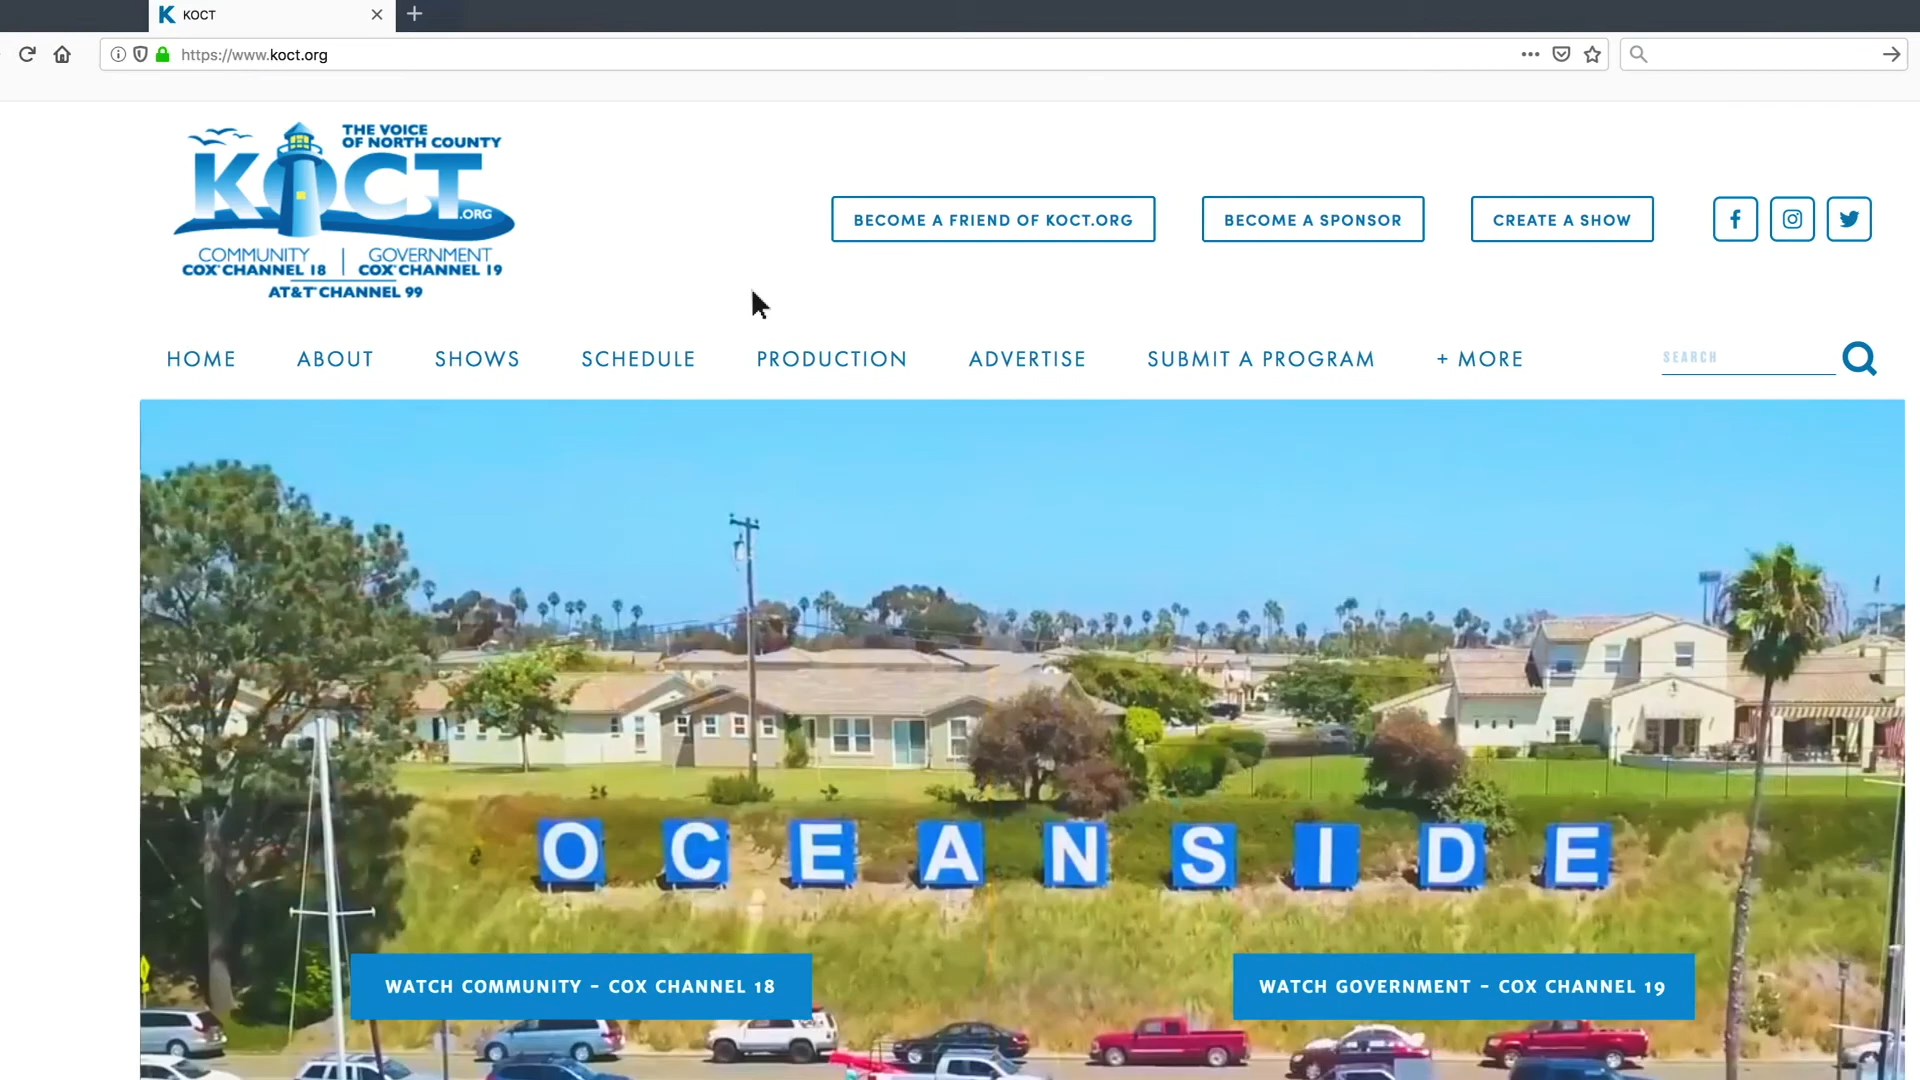 KOCT
https://www.koct.org
THE VOICE
OF NORTH COUNTY
KOCT
.ORG
COMMUNITY | GOVERNMENT
COX CHANNEL 18 COX CHANNEL 19
AT&T CHANNEL 99
BECOME A FRIEND OF KOCT.ORG
BECOME A SPONSOR
CREATE A SHOW
HOME
ABOUT
SHOWS
SCHEDULE
PRODUCTION
ADVERTISE
SUBMIT A PROGRAM
+ MORE
SEARCH
OCEANSIDE
WATCH COMMUNITY - COX CHANNEL 18
WATCH GOVERNMENT - COX CHANNEL 19